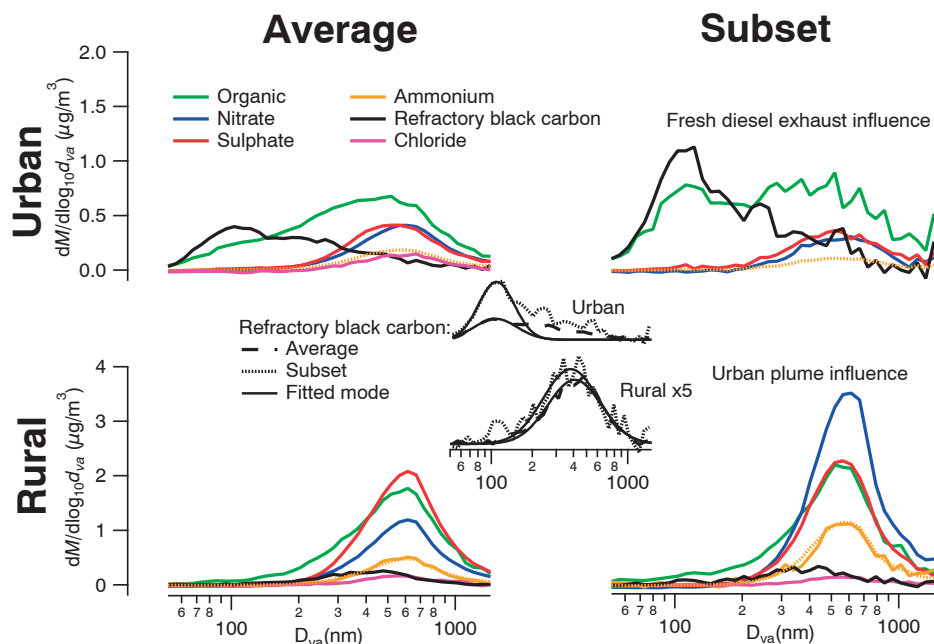 Average
Subset
Urban
dM/dlog10dva (µg/m3)
2.0
1.5
1.0
0.5
0.0
Organic
Nitrate
Sulphate
Ammonium
Refractory black carbon
Chloride
Fresh diesel exhaust influence
Refractory black carbon:
Average
Subset
Fitted mode
Urban
Rural x5
6 8 2 4 6 8
100 1000
Rural
dM/dlog10dva (µg/m3)
4
3
2
1
0
Urban plume influence
6 7 8 2 3 4 5 6 7 8
100 1000
Dva(nm)
6 7 8 2 3 4 5 6 7 8
100 1000
Dva(nm)